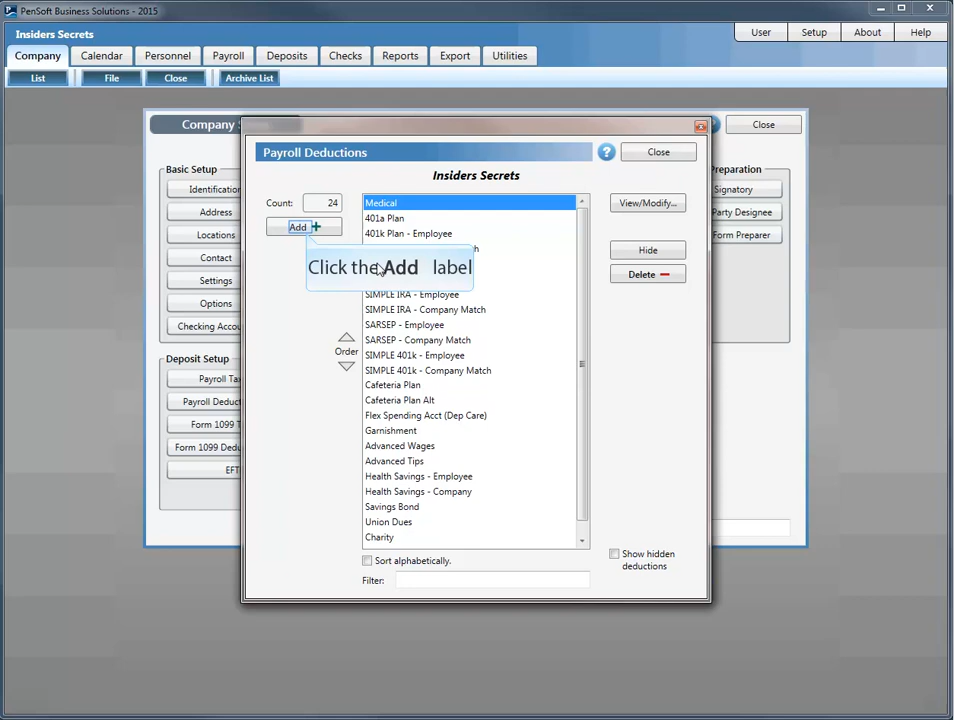 PenSoft Business Solutions - 2015
Insiders Secrets
User
Setup
About
Help
Company
Calendar
Personnel
Payroll
Deposits
Checks
Reports
Export
Utilities
List
File
Close
Archive List
Company
Close
Basic Setup
Identification
Address
Locations
Contact
Settings
Options
Checking
Deposit Setup
Payroll
Payroll
Form 1099
Form 1099
EFT
Preparation
Signatory
Party Designee
Form Preparer
Payroll Deductions
?
Close
Insiders Secrets
Count: 24
Add
Click the Add label
Medical
401a Plan
401k Plan - Employee
SIMPLE IRA - Employee
SIMPLE IRA - Company Match
SARSEP - Employee
SARSEP - Company Match
SIMPLE 401k - Employee
SIMPLE 401k - Company Match
Cafeteria Plan
Cafeteria Plan Alt
Flex Spending Acct (Dep Care)
Garnishment
Advanced Wages
Advanced Tips
Health Savings - Employee
Health Savings - Company
Savings Bond
Union Dues
Charity
Order
View/Modify...
Hide
Delete
Sort alphabetically.
Filter:
Show hidden
deductions